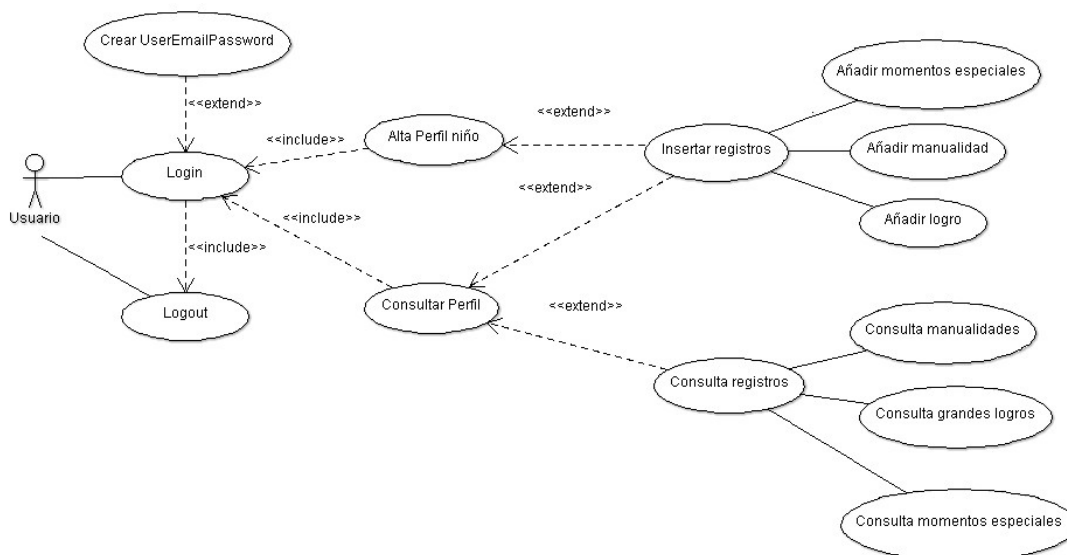 Crear UserEmailPassword
<<extend>>
Usuario
Login
<<include>>
Logout
<<include>>
Alta Perfil niño
<<include>>
Consultar Perfil
<<extend>>
<<extend>>
Insertar registros
Añadir momentos especiales
Añadir manualidad
Añadir logro
<<extend>>
Consulta registros
Consulta manualidades
Consulta grandes logros
Consulta momentos especiales